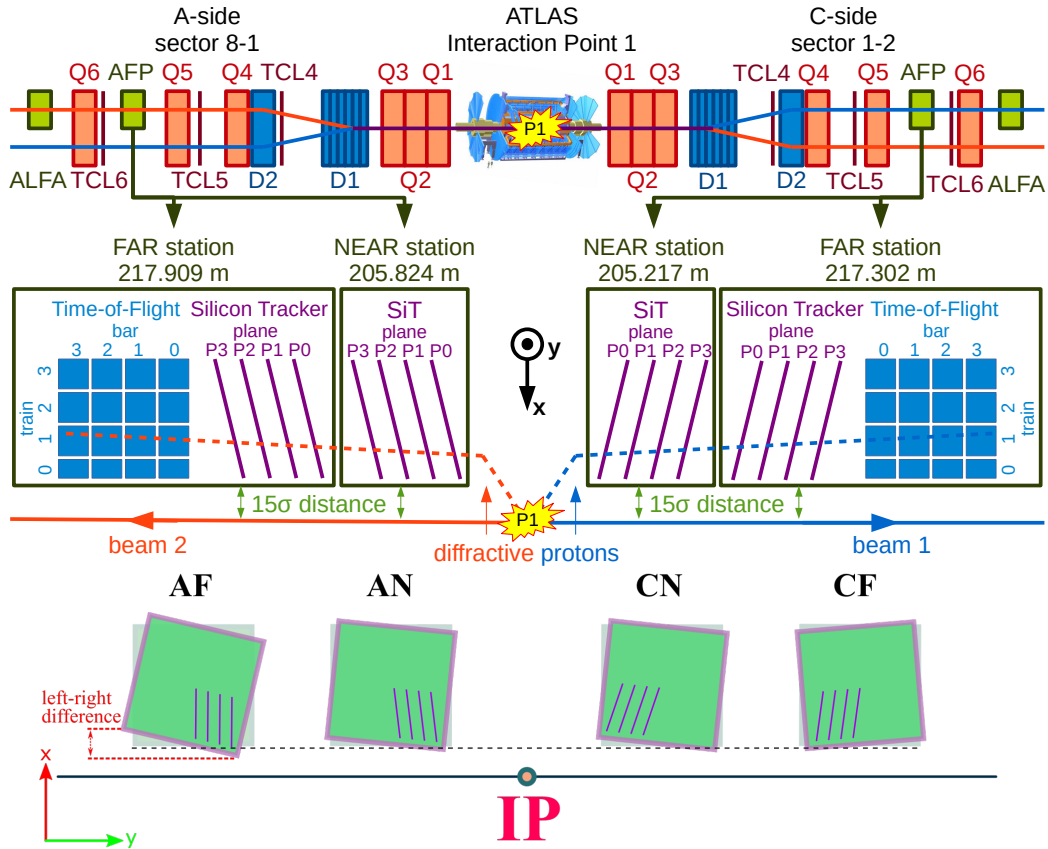 A-side
sector 8-1
ATLAS
Interaction Point 1
C-side
sector 1-2
Q6 AFP Q5 Q4 TCL4 Q3 Q1 Q1 Q3 TCL4 Q4 Q5 AFP Q6
P1
ALFA TCL6 TCL5 D2 D1 Q2 Q2 D1 D2 TCL5 TCL6 ALFA
FAR station
217.909 m
NEAR station
205.824 m
NEAR station
205.217 m
FAR station
217.302 m
Time-of-Flight
bar
3 2 1 0
train
3
2
1
0
Silicon Tracker
plane
P3 P2 P1 P0
SiT
plane
P3 P2 P1 P0
y
x
SiT
plane
P0 P1 P2 P3
Silicon Tracker
plane
P0 P1 P2 P3
Time-of-Flight
bar
0 1 2 3
3
2
1
0
train
15σ distance
15σ distance
P1
beam 2
diffractive protons
beam 1
AF AN CN CF
left-right
difference
x
y
IP